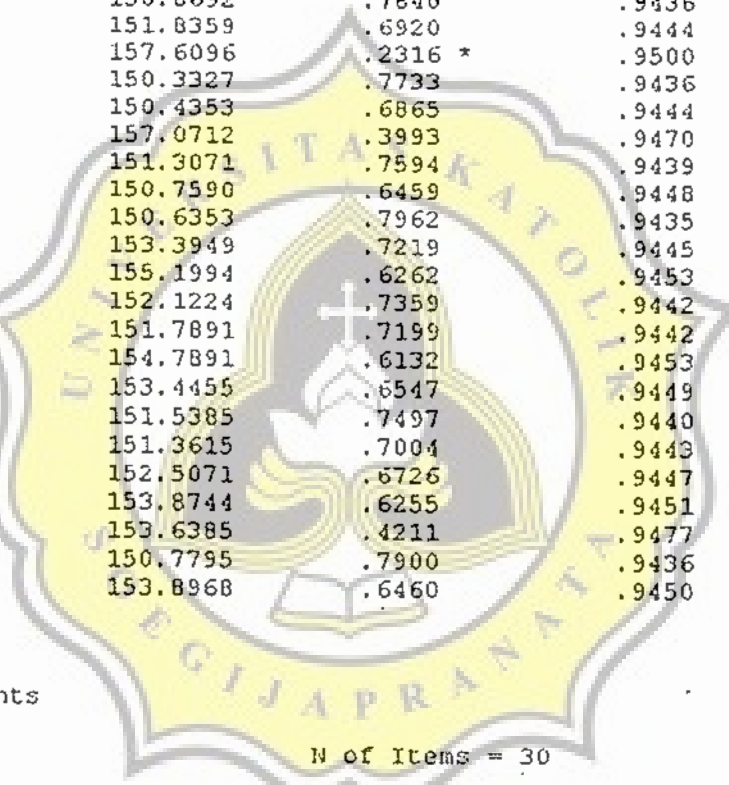 151.8359 .6920 .9444
157.6096 .2316 * .9500
150.3327 .7733 .9436
150.4353 .6865 .9444
157.0712 .3993 .9470
151.3071 .7594 .9439
150.7590 .6459 .9448
150.6353 .7962 .9435
153.3949 .7219 .9445
155.1994 .6262 .9453
152.1224 .7359 .9442
151.7891 .7199 .9442
154.7891 .6132 .9453
153.4455 .6547 .9449
151.5385 .7497 .9440
151.3615 .7004 .9443
152.5071 .6726 .9447
153.8744 .6255 .9451
153.6385 .4211 .9477
150.7795 .7900 .9436
153.8968 .6460 .9450
nts
N of Items = 30
UNIVERSITAS KATOLIK
SOEGIJAPRANATA